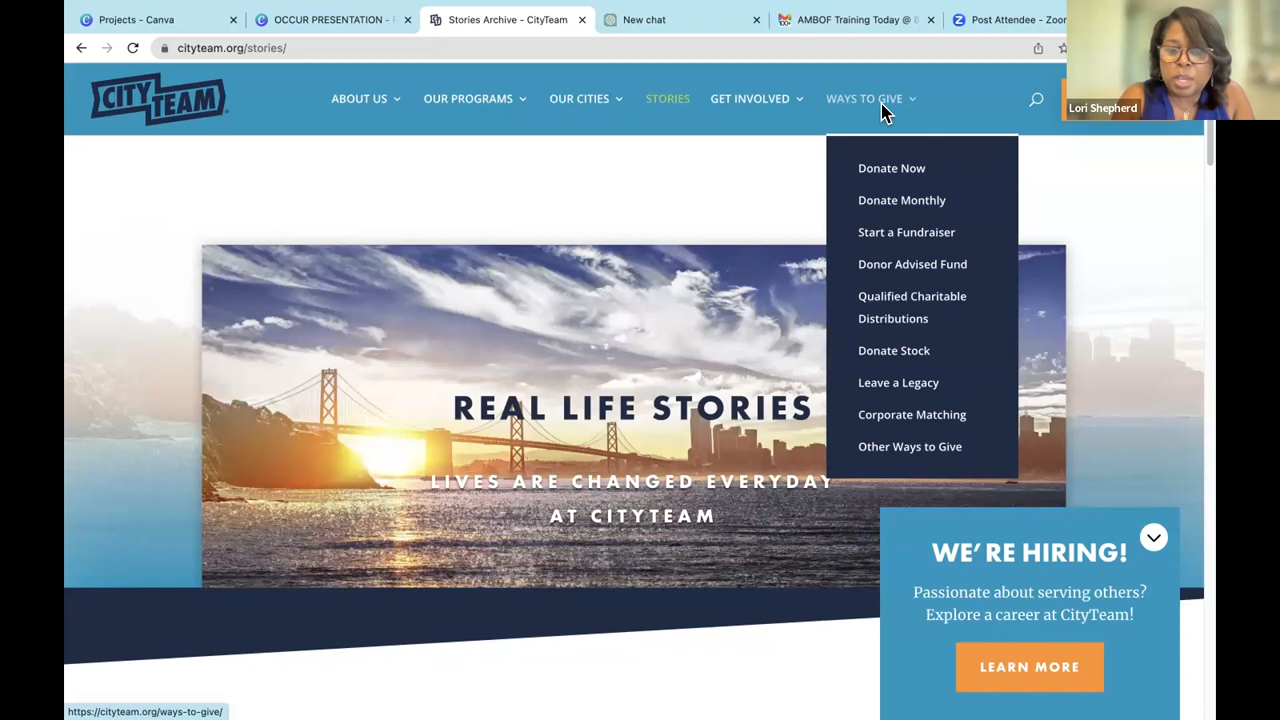 Projects - Canva
OCCUR PRESENTATION -
Stories Archive - CityTeam
New chat
AMBOF Training Today @ 8
Post Attendee - Zoom
cityteam.org/stories/
Lori Shepherd
CITYTEAM
ABOUT US
OUR PROGRAMS
OUR CITIES
STORIES
GET INVOLVED
WAYS TO GIVE
Donate Now
Donate Monthly
Start a Fundraiser
Donor Advised Fund
Qualified Charitable
Distributions
Donate Stock
Leave a Legacy
Corporate Matching
Other Ways to Give
REAL LIFE STORIES
LIVES ARE CHANGED EVERYDAY
AT CITYTEAM
WE'RE HIRING!
Passionate about serving others?
Explore a career at CityTeam!
LEARN MORE
https://cityteam.org/ways-to-give/